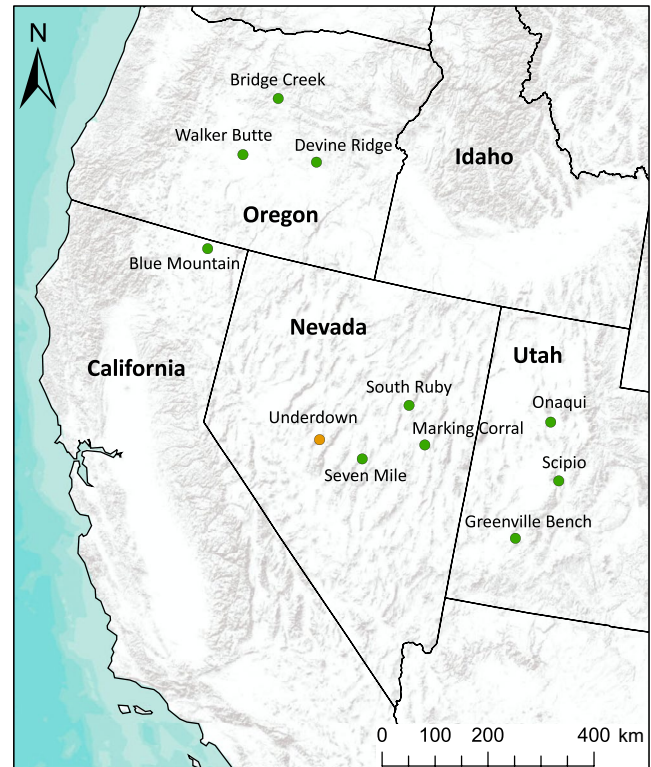 N
Bridge Creek
Walker Butte
Devine Ridge
Idaho
Oregon
Blue Mountain
Nevada
Utah
California
South Ruby
Onaqui
Underdown
Marking Corral
Scipio
Seven Mile
Greenville Bench
0 100 200 400 km